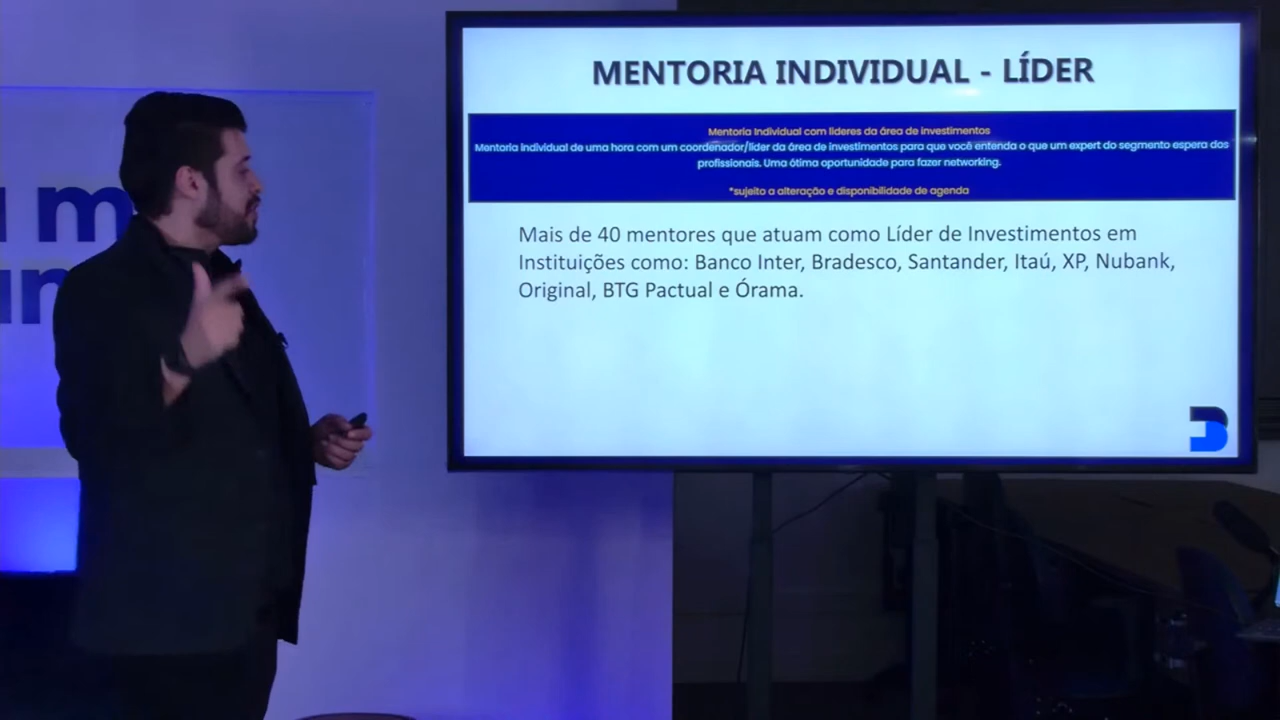 MENTORIA INDIVIDUAL - LÍDER
Mentoria Individual com líderes da área de investimentos
Mentoria individual de uma hora com um coordenador/líder da área de investimentos para que você entenda o que um expert do segmento espera dos
profissionais. Uma ótima oportunidade para fazer networking.
*sujeito a alteração e disponibilidade de agenda
Mais de 40 mentores que atuam como Líder de Investimentos em
Instituições como: Banco Inter, Bradesco, Santander, Itaú, XP, Nubank,
Original, BTG Pactual e Órama.